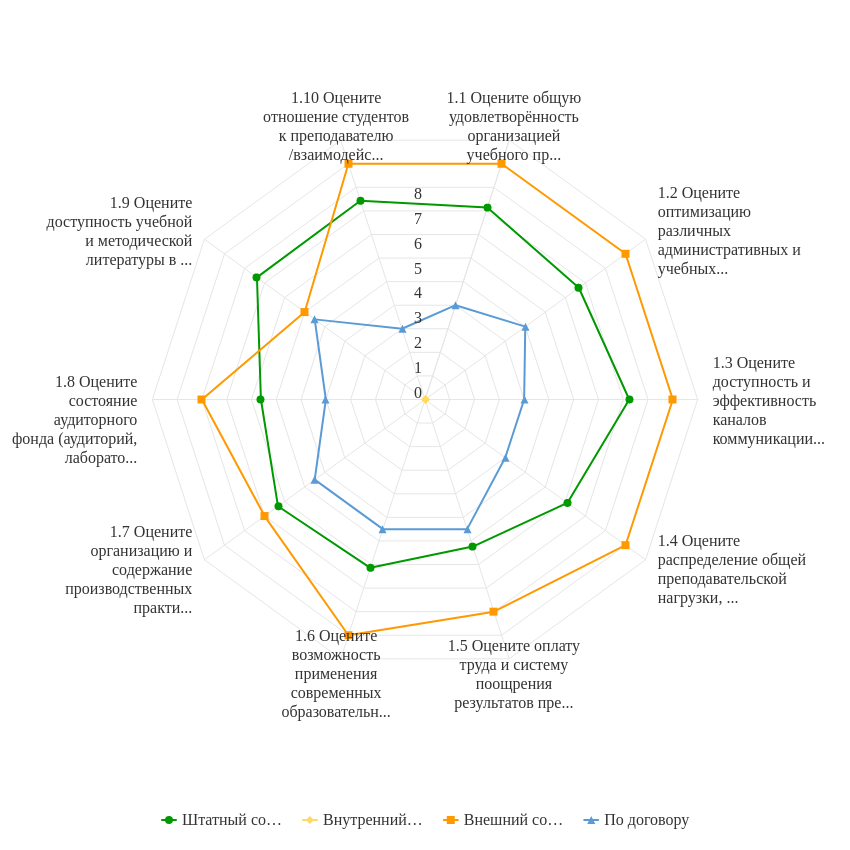 1.10 Оцените
отношение студентов
к преподавателю
/взаимодейс...
1.1 Оцените общую
удовлетворённость
организацией
учебного пр...
1.9 Оцените
доступность учебной
и методической
литературы в ...
1.2 Оцените
оптимизацию
различных
административных и
учебных...
8
7
6
5
4
3
2
1
0
1.8 Оцените
состояние
аудиторного
фонда (аудиторий,
лаборато...
1.3 Оцените
доступность и
эффективность
каналов
коммуникации...
1.7 Оцените
организацию и
содержание
производственных
практи...
1.4 Оцените
распределение общей
преподавательской
нагрузки, ...
1.6 Оцените
возможность
применения
современных
образовательн...
1.5 Оцените оплату
труда и систему
поощрения
результатов пре...
Штатный со…
Внутренний…
Внешний со…
По договору